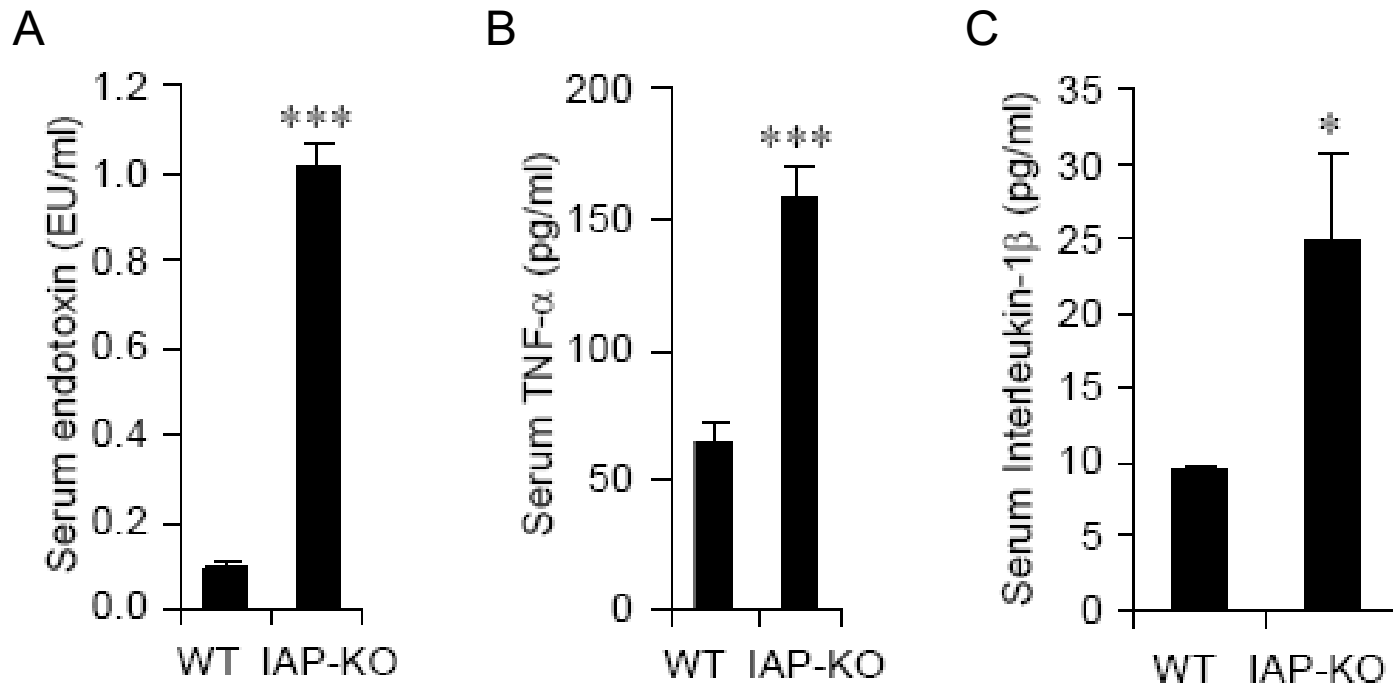 A
B
C
Serum endotoxin (EU/ml)
1.2
1.0
0.8
0.6
0.4
0.2
0.0
***
WT IAP-KO
Serum TNF-α (pg/ml)
200
150
100
50
0
***
WT IAP-KO
Serum Interleukin-1β (pg/ml)
35
30
25
20
15
10
5
0
*
WT IAP-KO